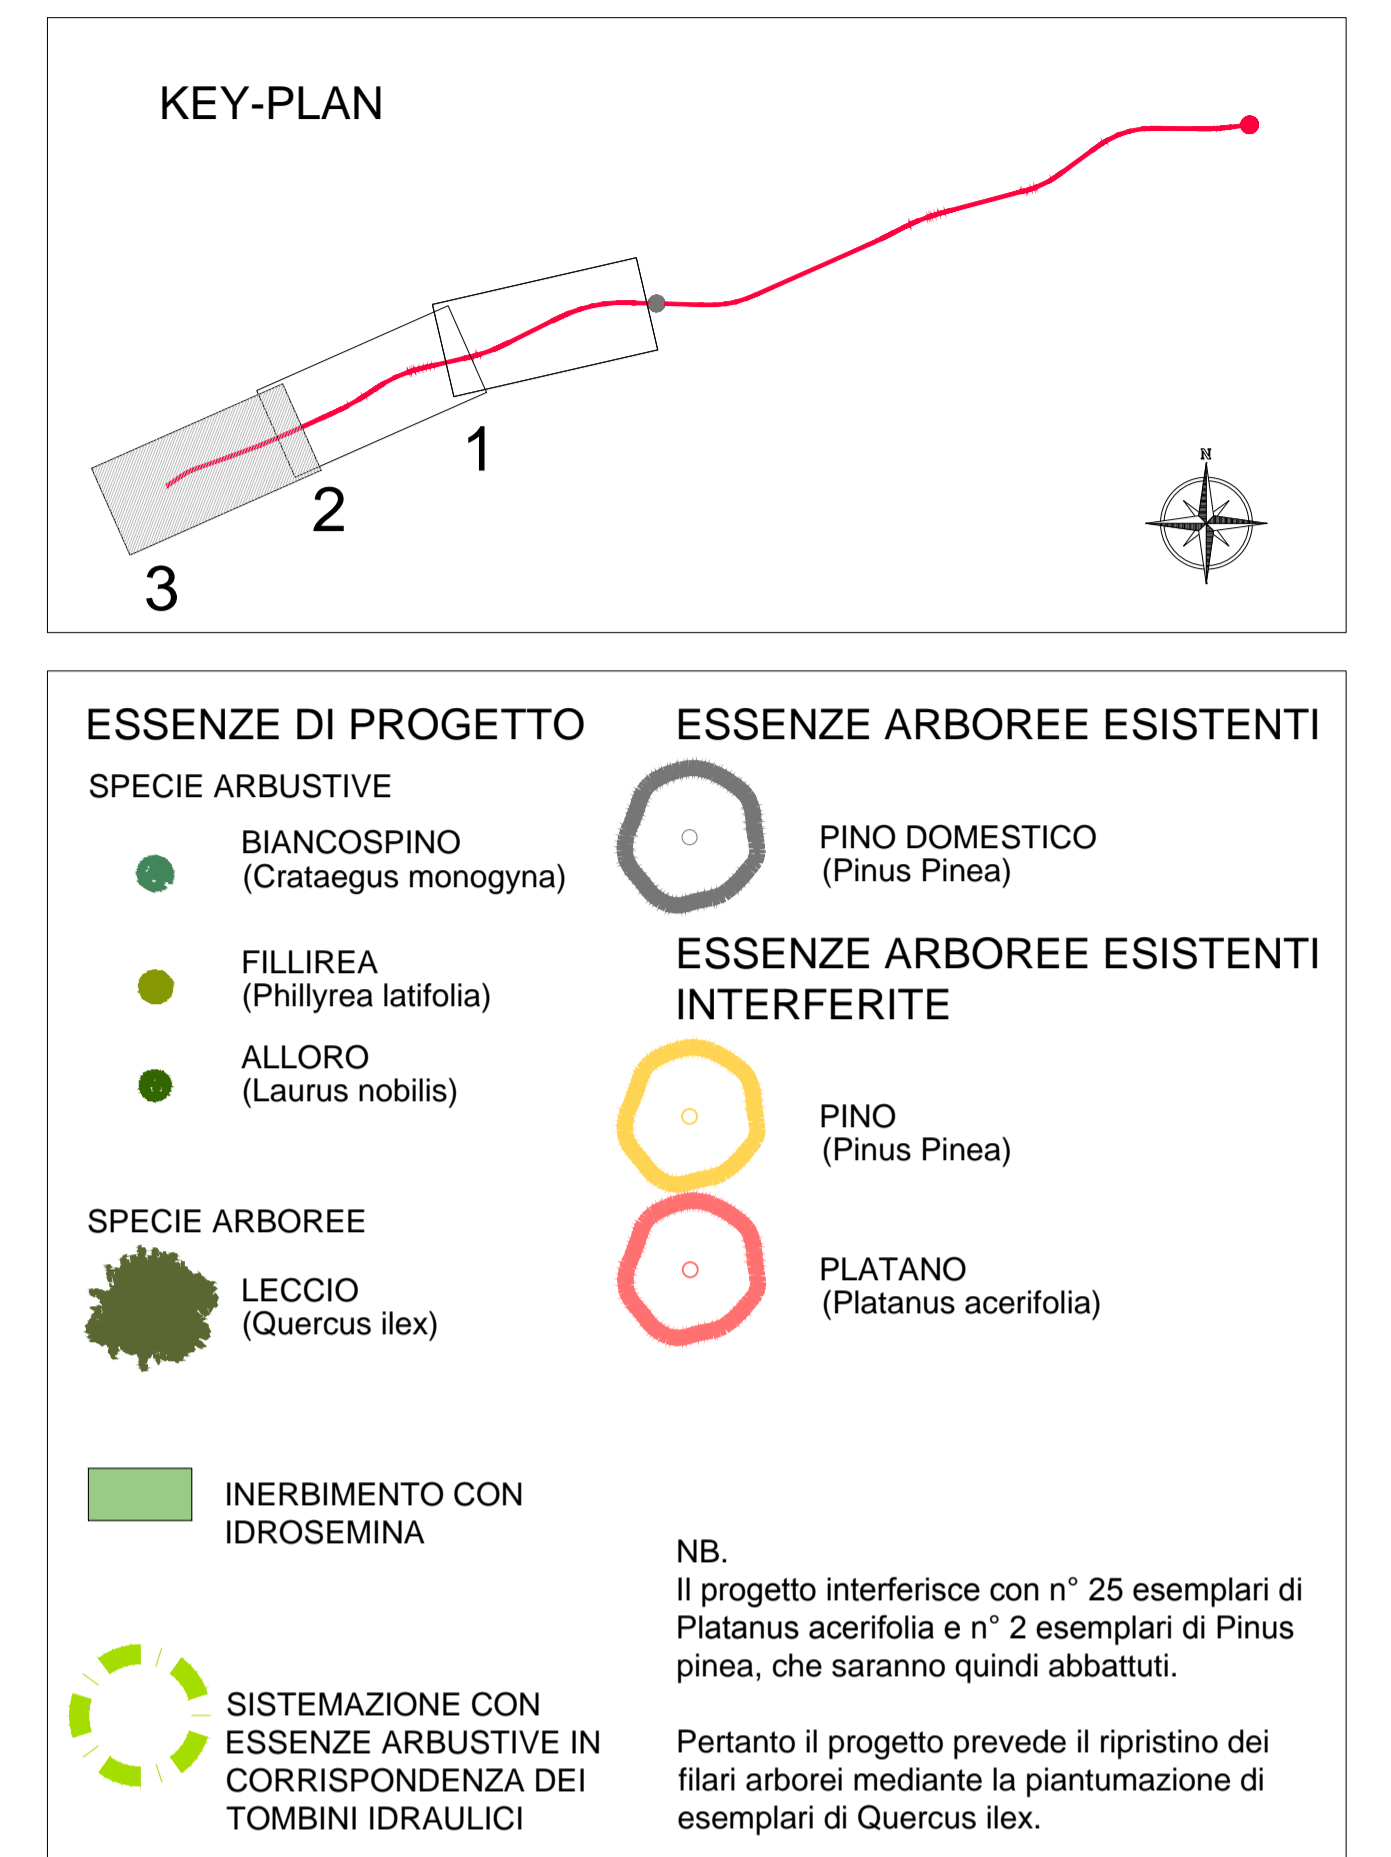 KEY-PLAN
N
1
2
3
ESSENZE DI PROGETTO
SPECIE ARBUSTIVE
BIANCOSPINO
(Crataegus monogyna)
FILLIREA
(Phillyrea latifolia)
ALLORO
(Laurus nobilis)
SPECIE ARBOREE
LECCIO
(Quercus ilex)
INERBIMENTO CON
IDROSEMINA
SISTEMAZIONE CON
ESSENZE ARBUSTIVE IN
CORRISPONDENZA DEI
TOMBINI IDRAULICI
ESSENZE ARBOREE ESISTENTI
PINO DOMESTICO
(Pinus Pinea)
ESSENZE ARBOREE ESISTENTI
INTERFERITE
PINO
(Pinus Pinea)
PLATANO
(Platanus acerifolia)
NB.
Il progetto interferisce con n° 25 esemplari di
Platanus acerifolia e n° 2 esemplari di Pinus
pinea, che saranno quindi abbattuti.
Pertanto il progetto prevede il ripristino dei
filari arborei mediante la piantumazione di
esemplari di Quercus ilex.